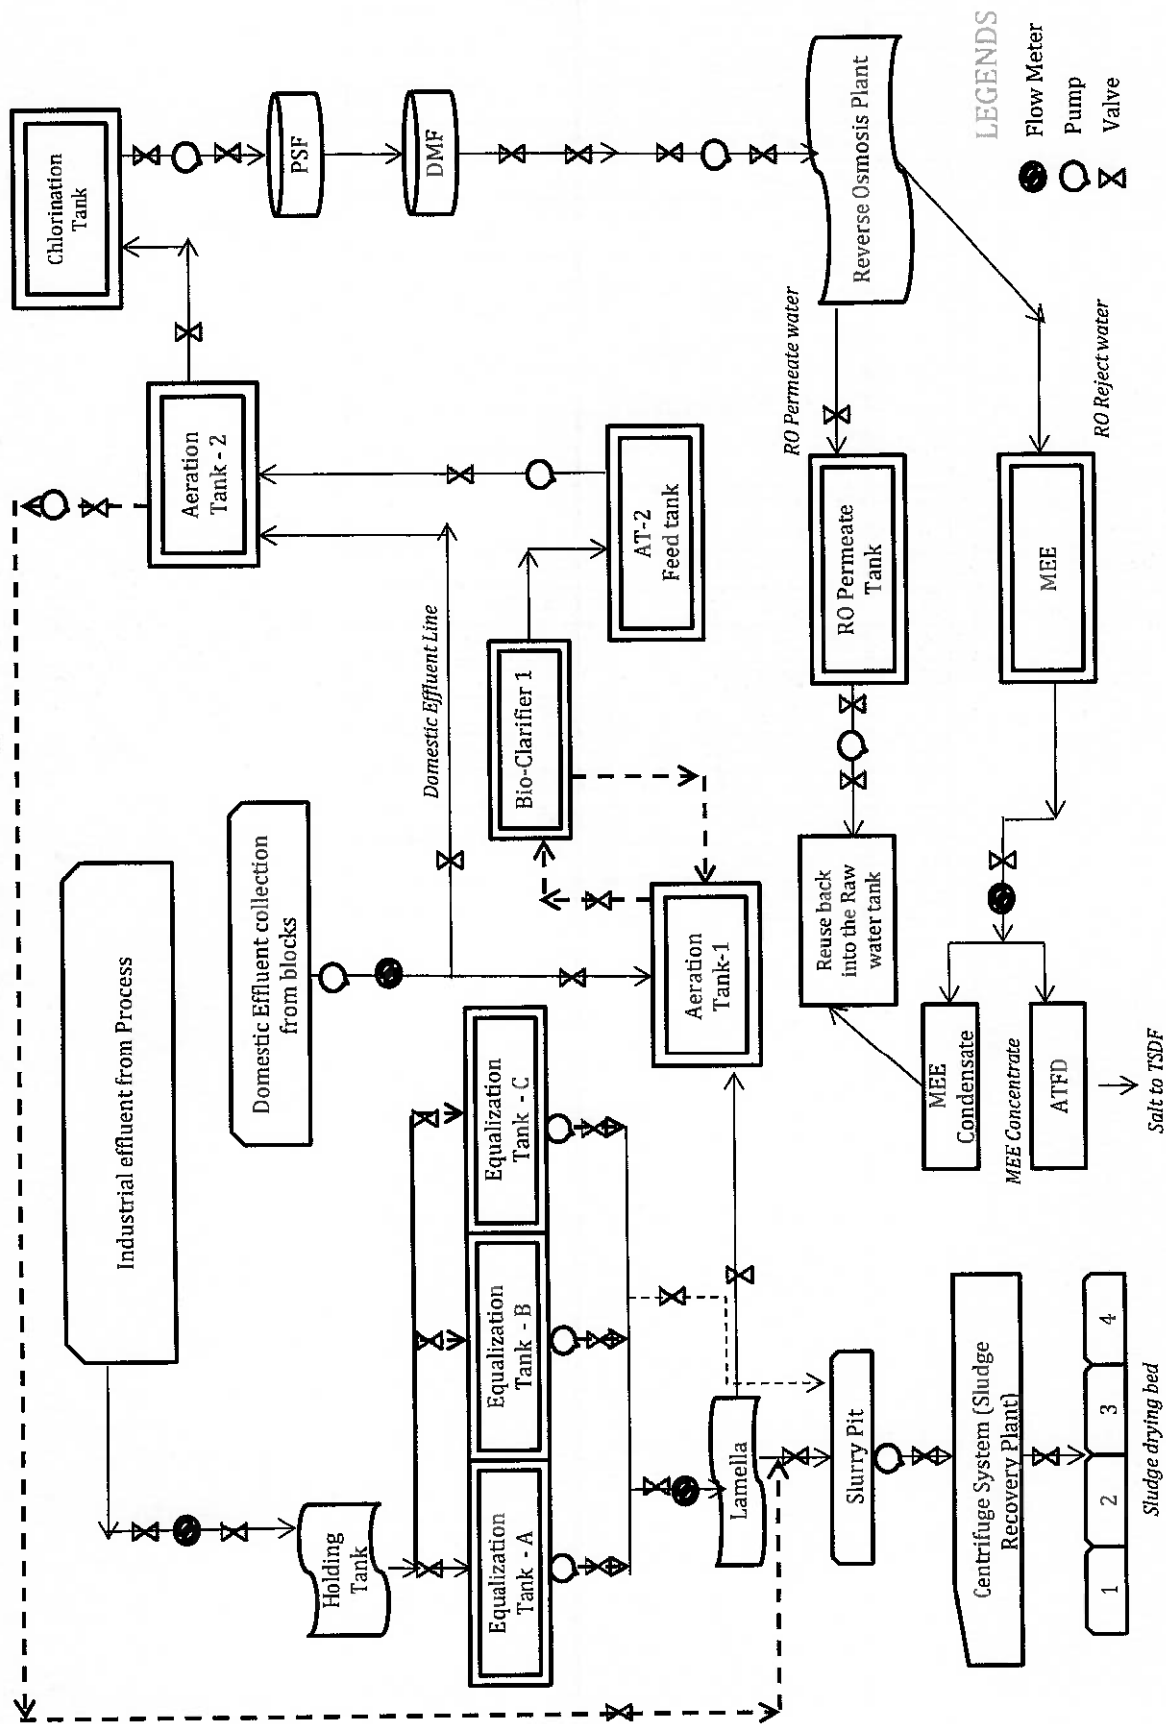 Industrial effluent from Process
Domestic Effluent collection
from blocks
Holding
Tank
Equalization
Tank - A
Equalization
Tank - B
Equalization
Tank - C
Lamella
Slurry Pit
Centrifuge System (Sludge
Recovery Plant)
1
2
3
4
Sludge drying bed
Aeration
Tank-1
Bio-Clarifier 1
AT-2
Feed tank
Domestic Effluent Line
Aeration
Tank - 2
Chlorination
Tank
PSF
DMF
Reverse Osmosis Plant
RO Permeate water
RO Permeate
Tank
Reuse back
into the Raw
water tank
RO Reject water
MEE
MEE
Condensate
MEE Concentrate
ATFD
Salt to TSDF
LEGENDS
Flow Meter
Pump
Valve